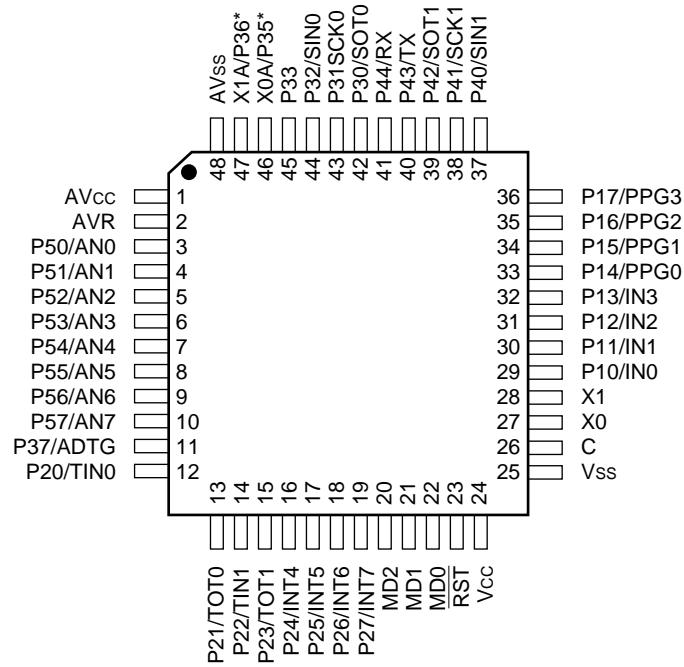 AVss
X1A/P36*
X0A/P35*
P33
P32/SIN0
P31SCK0
P30/SOT0
P44/RX
P43/TX
P42/SOT1
P41/SCK1
P40/SIN1
48
47
46
45
44
43
42
41
40
39
38
37
AVcc 1
AVR 2
P50/AN0 3
P51/AN1 4
P52/AN2 5
P53/AN3 6
P54/AN4 7
P55/AN5 8
P56/AN6 9
P57/AN7 10
P37/ADTG 11
P20/TIN0 12
36 P17/PPG3
35 P16/PPG2
34 P15/PPG1
33 P14/PPG0
32 P13/IN3
31 P12/IN2
30 P11/IN1
29 P10/IN0
28 X1
27 X0
26 C
25 Vss
13
14
15
16
17
18
19
20
21
22
23
24
P21/TOT0
P22/TIN1
P23/TOT1
P24/INT4
P25/INT5
P26/INT6
P27/INT7
MD2
MD1
MD0
RST
Vcc